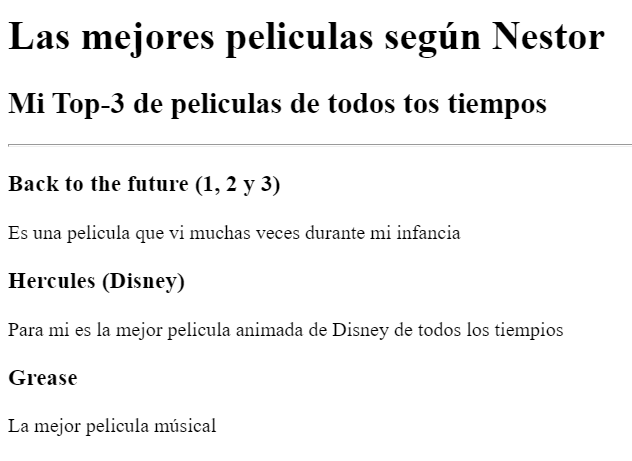 Las mejores peliculas según Nestor
Mi Top-3 de peliculas de todos tos tiempos
Back to the future (1, 2 y 3)
Es una pelicula que vi muchas veces durante mi infancia
Hercules (Disney)
Para mi es la mejor pelicula animada de Disney de todos los tiempios
Grease
La mejor pelicula músical